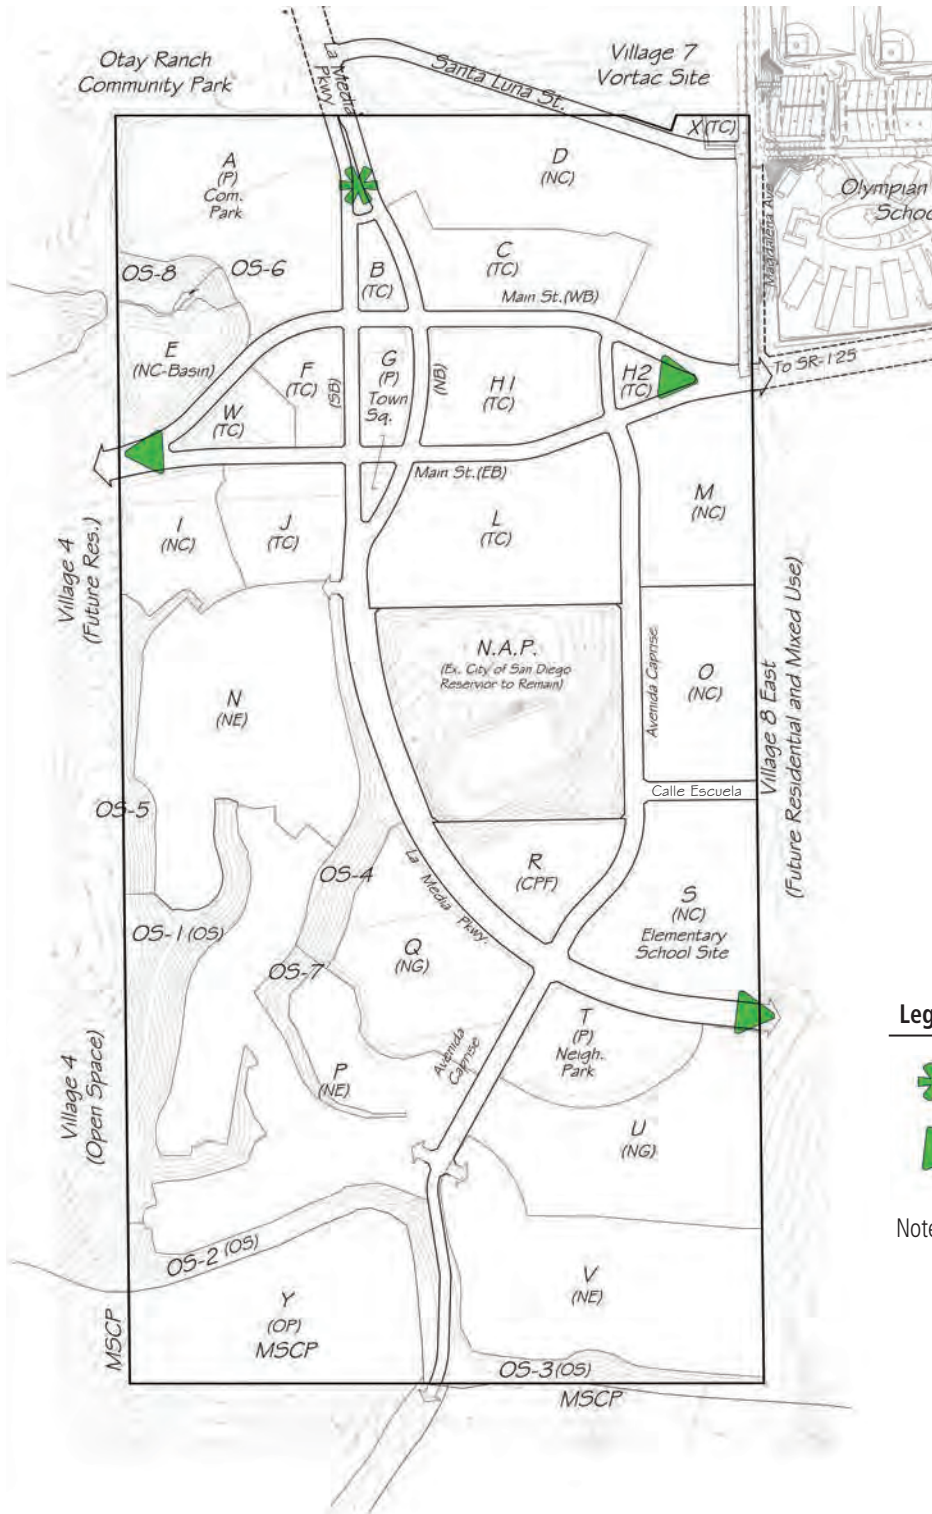 Otay Ranch
Community Park
La Media
Pkwy
Santa Luna St.
Village 7
Vortac Site
X (TC)
A
(P)
Com.
Park
D
(NC)
Magdalena Ave
Olympian
Schoo
OS-8
OS-6
B
(TC)
C
(TC)
Main St.(WB)
E
(NC-Basin)
F
(TC)
(SB)
G
(P)
Town
Sq.
(NB)
H1
(TC)
H2
(TC)
To SR-125
W
(TC)
Main St.(EB)
I
(NC)
J
(TC)
L
(TC)
M
(NC)
Village 4
(Future Res.)
N.A.P.
(Ex. City of San Diego
Reservior to Remain)
Avenida Caprise
O
(NC)
Village 8 East
(Future Residential and Mixed Use)
N
(NE)
OS-5
Calle Escuela
OS-4
La Media Pkwy.
R
(CPF)
S
(NC)
Elementary
School Site
OS-1 (OS)
OS-7
Q
(NG)
Leg
T
(P)
Neigh.
Park
Avenida
Caprise
P
(NE)
Village 4
(Open Space)
U
(NG)
Note
OS-2 (OS)
V
(NE)
Y
(OP)
MSCP
MSCP
OS-3 (OS)
MSCP